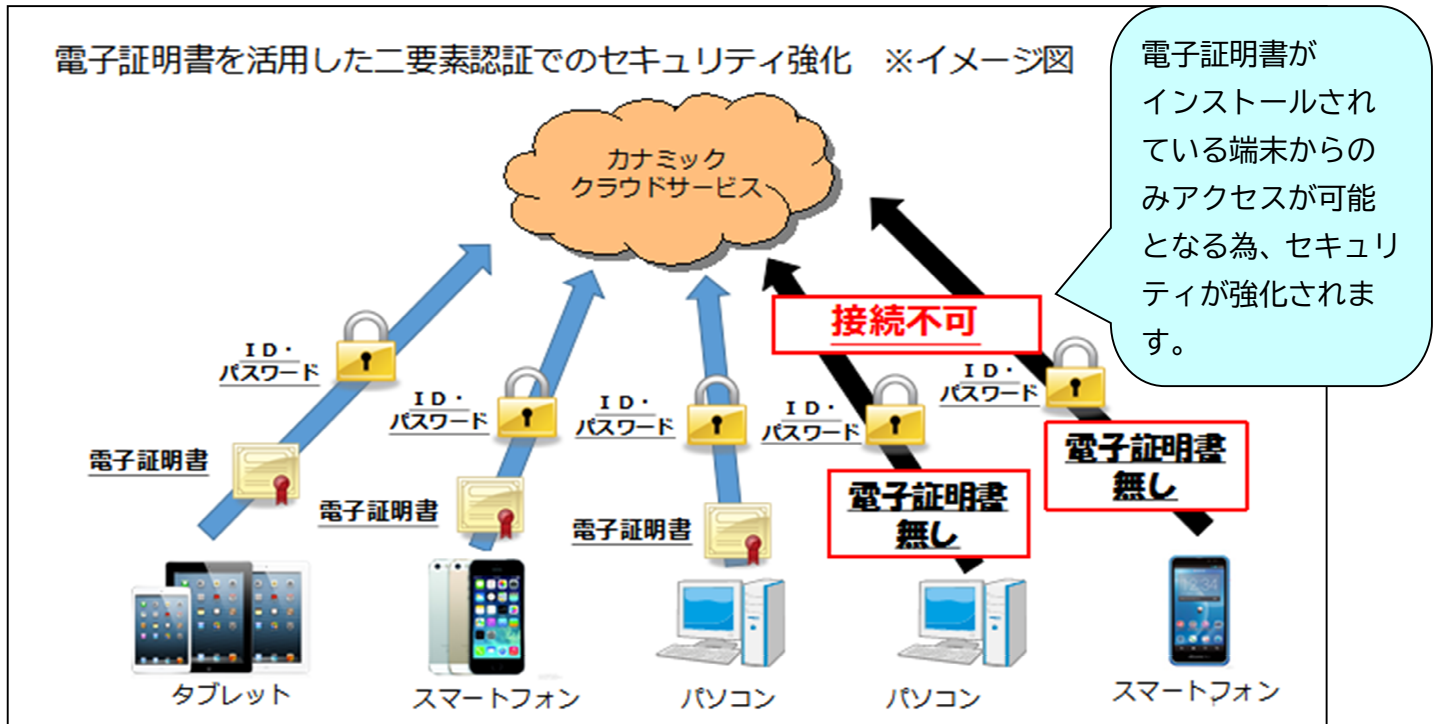 電子証明書を活用した二要素認証でのセキュリティ強化　※イメージ図
電子証明書が
インストールされ
ている端末からの
みアクセスが可能
となる為、セキュリ
ティが強化されま
す。
カナミック
クラウドサービス
接続不可
ＩＤ・
パスワード
ＩＤ・
パスワード
ＩＤ・
パスワード
ＩＤ・
パスワード
ＩＤ・
パスワード
電子証明書
電子証明書
電子証明書
電子証明書
無し
電子証明書
無し
12:34
タブレット
スマートフォン
パソコン
パソコン
スマートフォン